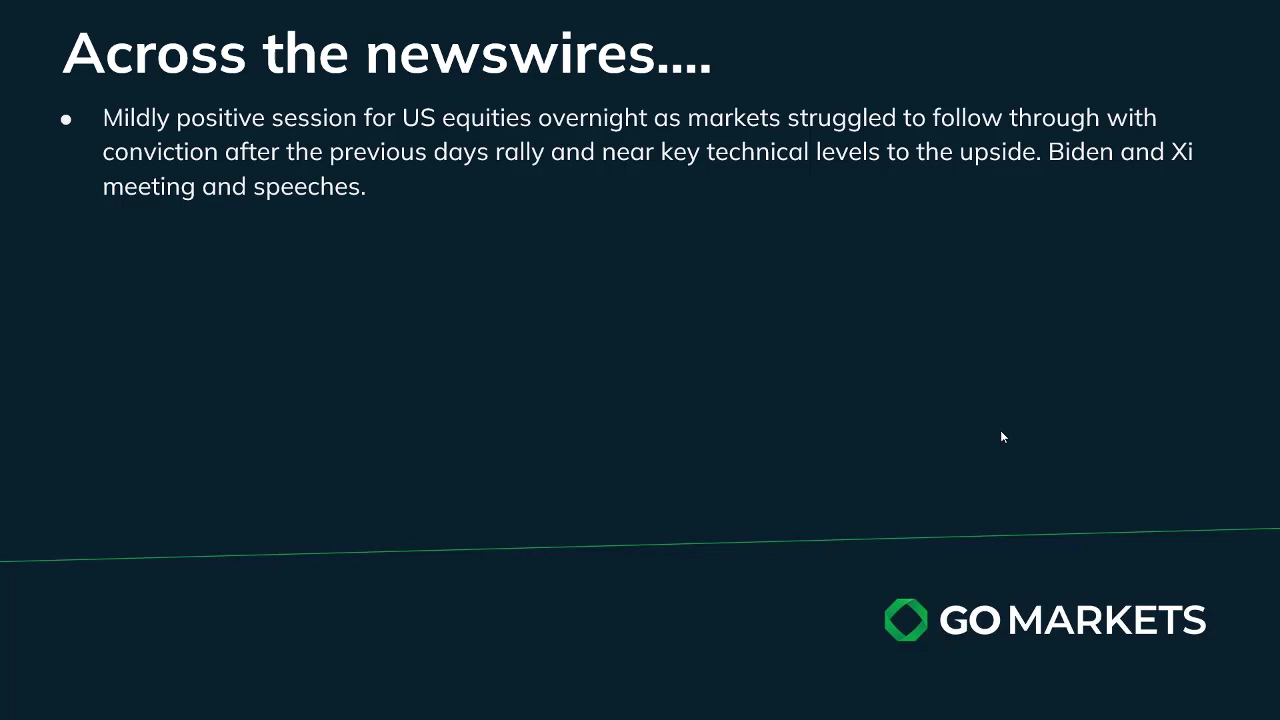 Across the newswires....
● Mildly positive session for US equities overnight as markets struggled to follow through with
conviction after the previous days rally and near key technical levels to the upside. Biden and Xi
meeting and speeches.
GO MARKETS